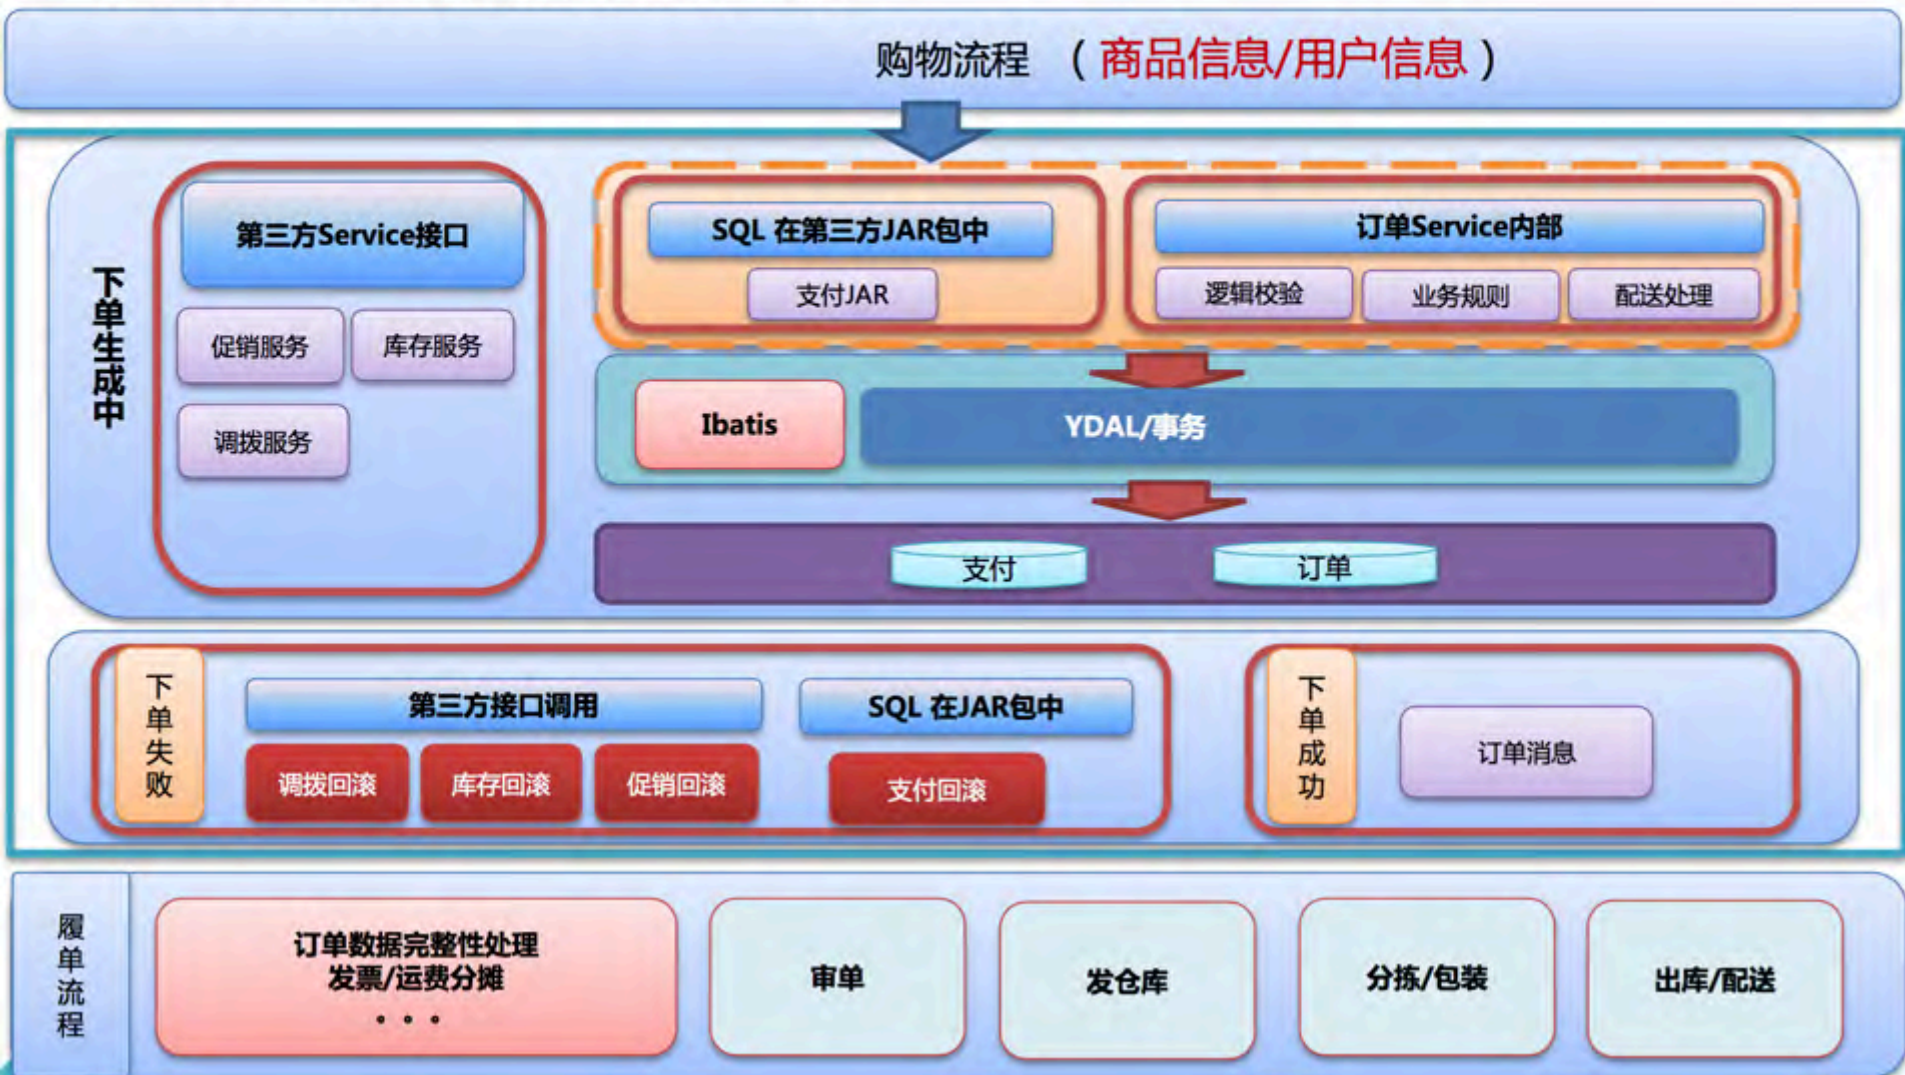 购物流程 （商品信息/用户信息）
下单生成中
第三方Service接口
促销服务
库存服务
调拨服务
SQL 在第三方JAR包中
支付JAR
订单Service内部
逻辑校验
业务规则
配送处理
Ibatis
YDAL/事务
支付
订单
下单失败
第三方接口调用
调拨回滚
库存回滚
促销回滚
SQL 在JAR包中
支付回滚
下单成功
订单消息
履单流程
订单数据完整性处理
发票/运费分摊
。。。
审单
发仓库
分拣/包装
出库/配送